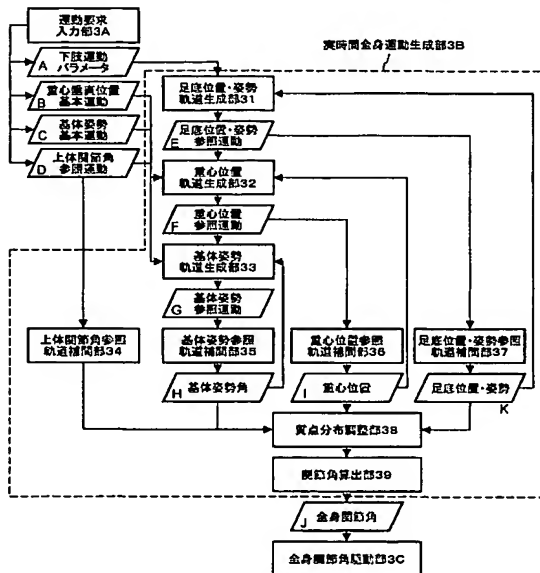 運動要求
入力部3A
実時間全身運動生成部3B
A
下肢運動
パラメータ
B
重心垂直位置
基本運動
C
基体姿勢
基本運動
D
上体関節角
参照運動
足底位置・姿勢
軌道生成部31
E
足底位置・姿勢
参照運動
重心位置
軌道生成部32
F
重心位置
参照運動
基体姿勢
軌道生成部33
G
基体姿勢
参照運動
上体関節角参照
軌道補間部34
基体姿勢参照
軌道補間部35
重心位置参照
軌道補間部36
足底位置・姿勢参照
軌道補間部37
H
基体姿勢角
I
重心位置
足底位置・姿勢
K
質点分布調整部38
関節角算出部39
J
全身関節角
全身関節角駆動部3C